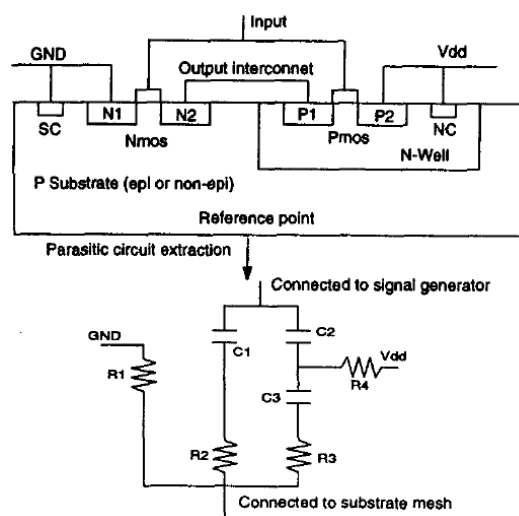 Input
GND
Vdd
Output interconnet
N1
N2
P1
P2
SC
Nmos
Pmos
NC
N-Well
P Substrate (epi or non-epi)
Reference point
Parasitic circuit extraction
Connected to signal generator
GND
C1
C2
Vdd
R1
R4
C3
R2
R3
Connected to substrate mesh